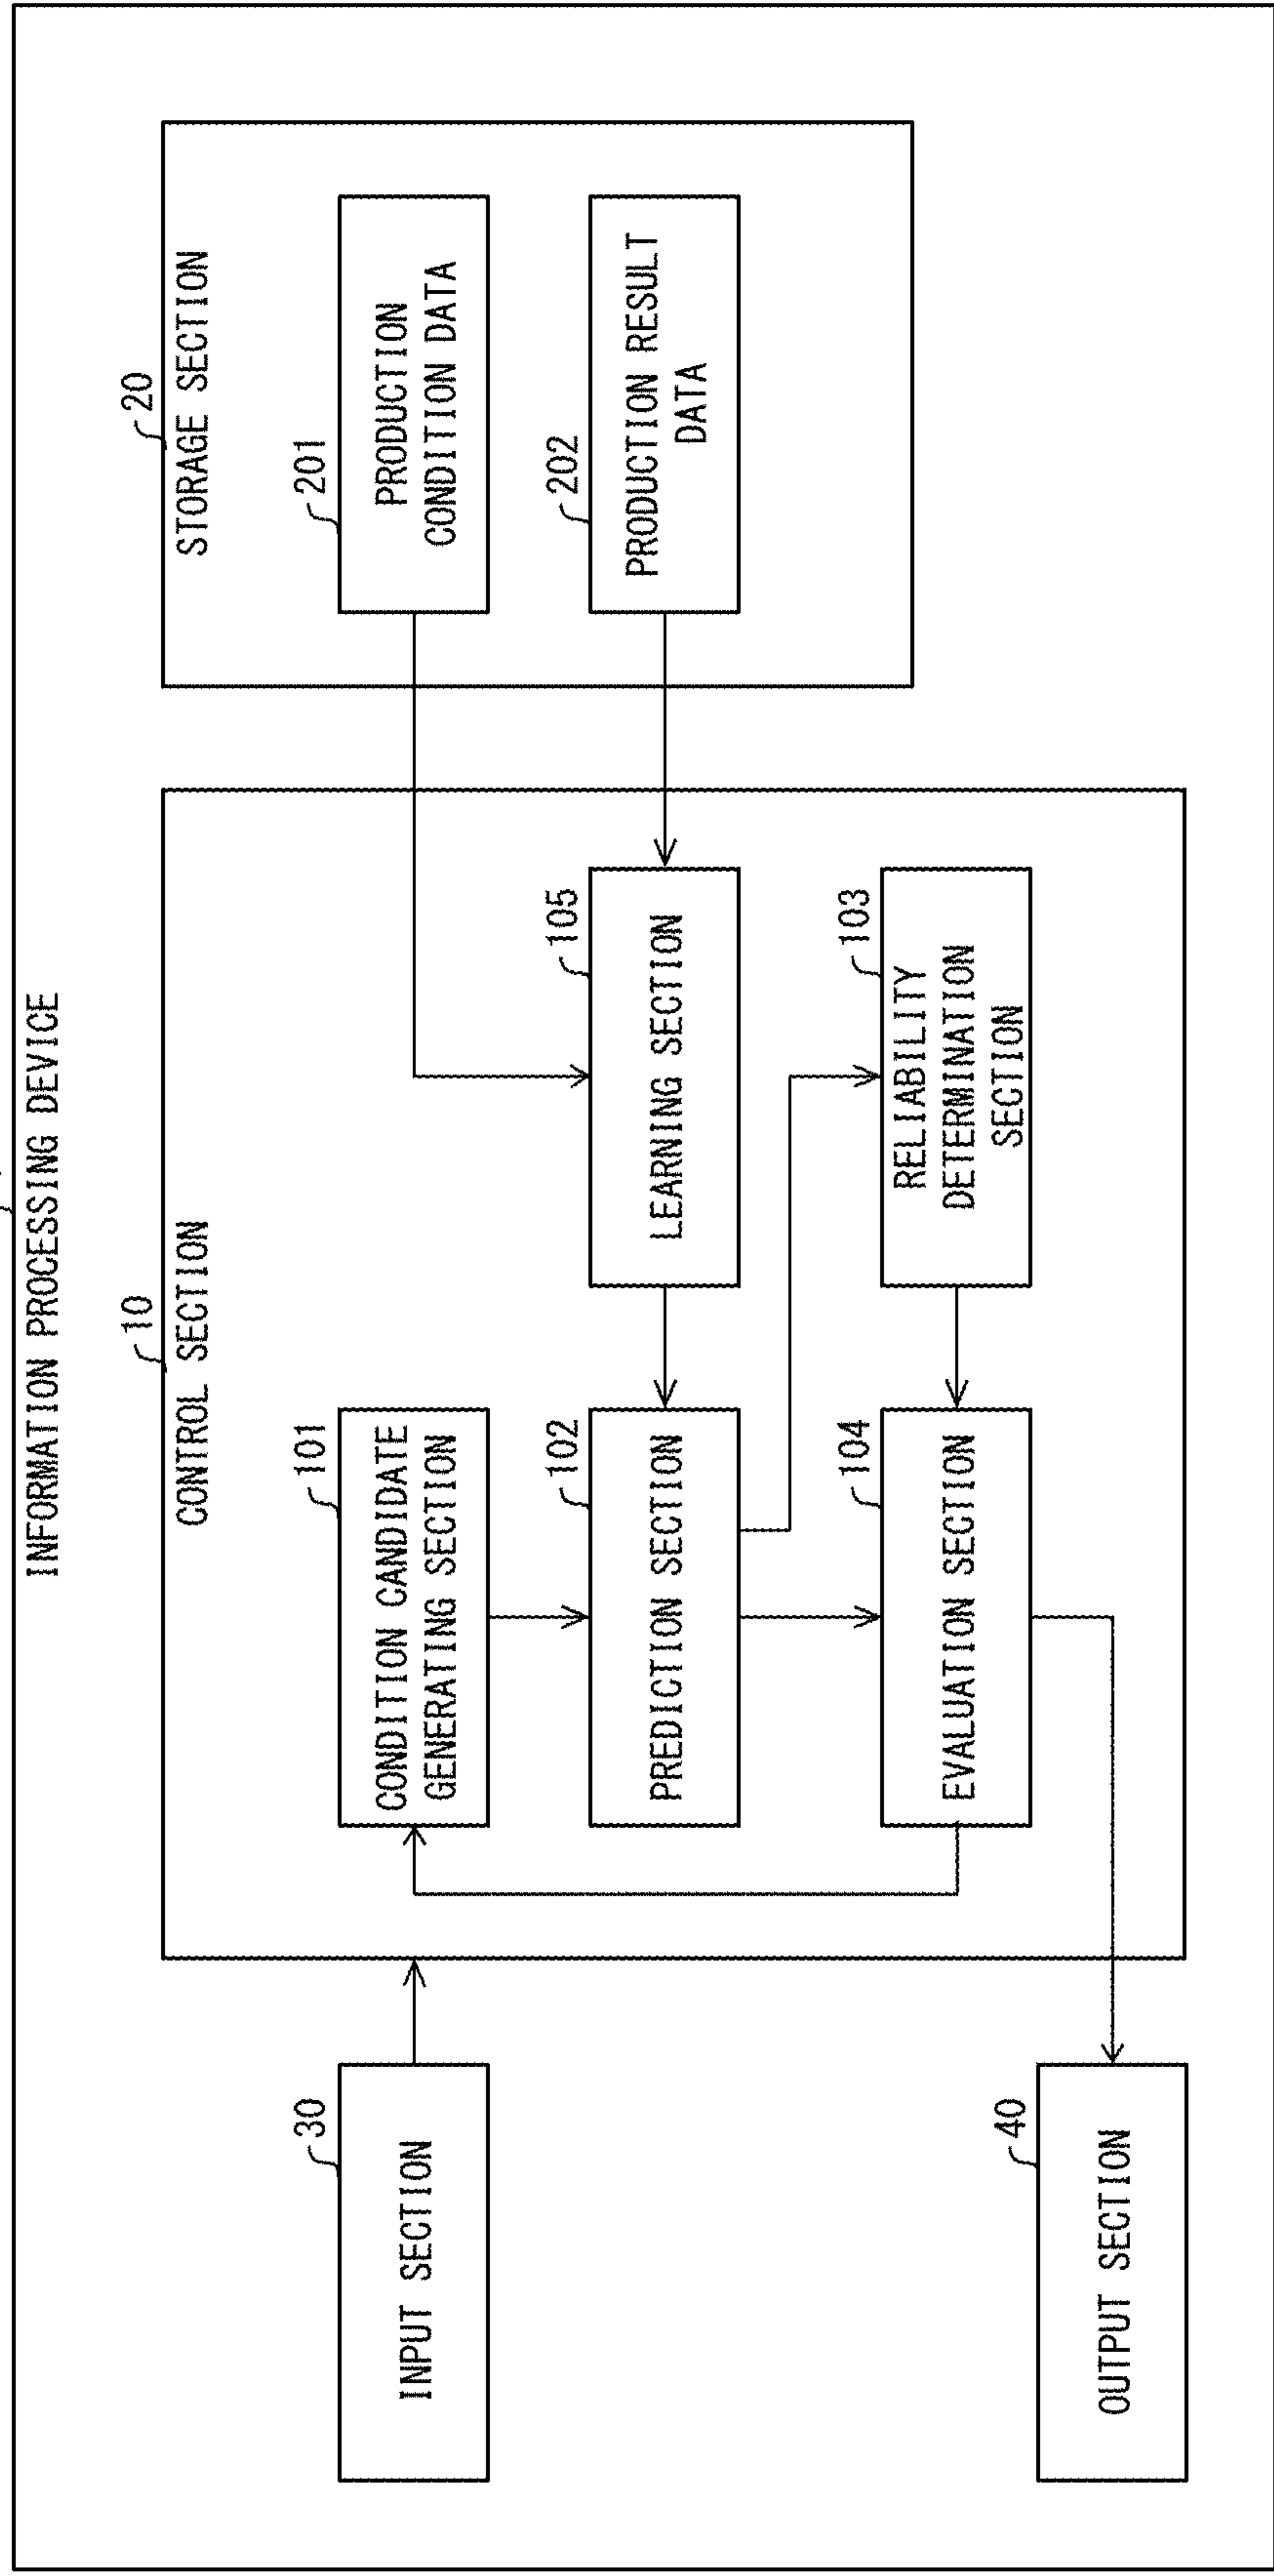 INFORMATION PROCESSING DEVICE
10
CONTROL SECTION
20
STORAGE SECTION
30
INPUT SECTION
101
CONDITION CANDIDATE
GENERATING SECTION
201
PRODUCTION
CONDITION DATA
102
PREDICTION SECTION
105
LEARNING SECTION
202
PRODUCTION RESULT
DATA
104
EVALUATION SECTION
103
RELIABILITY
DETERMINATION
SECTION
40
OUTPUT SECTION